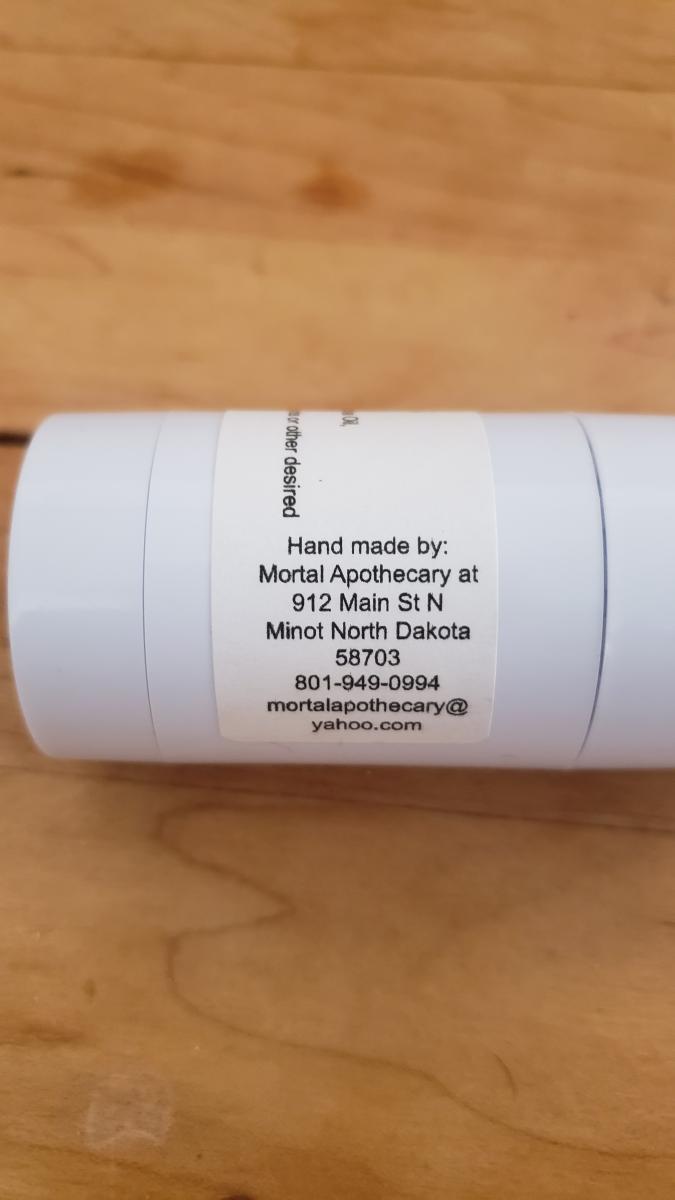 Oil,
or other desired
Hand made by:
Mortal Apothecary at
912 Main St N
Minot North Dakota
58703
801-949-0994
mortalapothecary@
yahoo.com